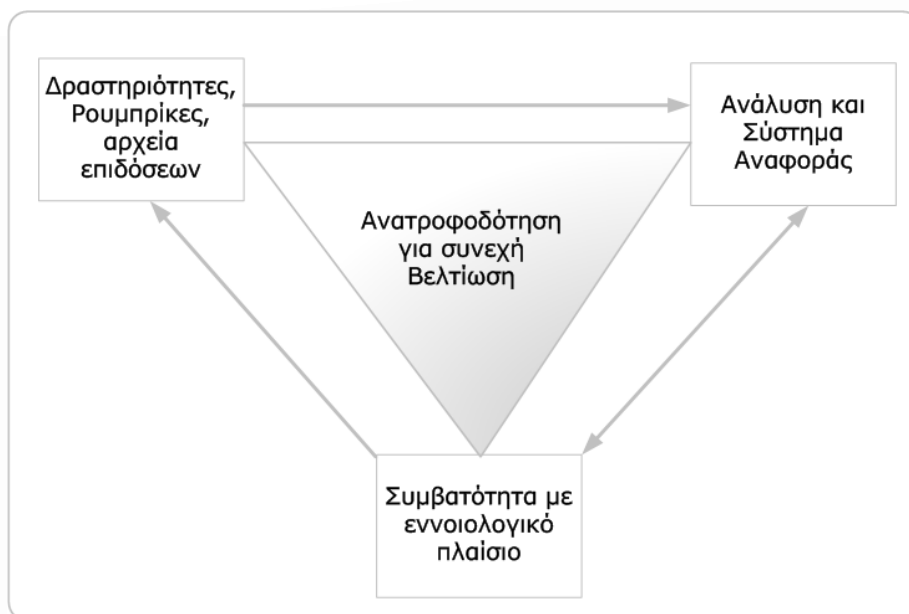 Δραστηριότητες,
Ρουμπρίκες,
αρχεία
επιδόσεων
Ανάλυση και
Σύστημα
Αναφοράς
Ανατροφοδότηση
για συνεχή
Βελτίωση
Συμβατότητα με
εννοιολογικό
πλαίσιο